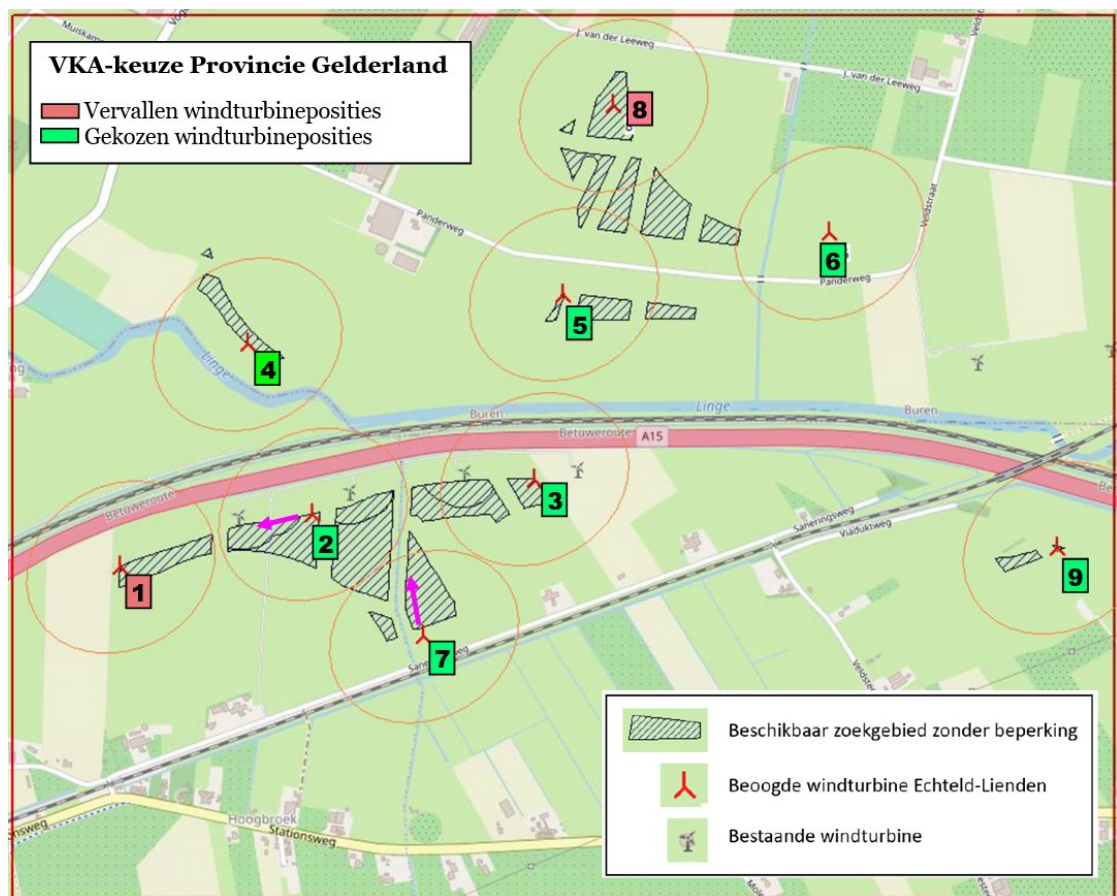 Muiskamp
J. van der Leeweg
J. van der Leeweg
VKA-keuze Provincie Gelderland
Vervallen windturbineposities
Gekozen windturbineposities
8
Veldstraat
Panderweg
6
Panderweg
5
4
Linge
Buren
Linge
Buren
Betuweroute
A15
3
Betuweroute
2
Saneringsweg
Viaduktweg
9
1
7
Beschikbaar zoekgebied zonder beperking
Beoogde windturbine Echteld-Lienden
Bestaande windturbine
Hoogbroek
Stationsweg